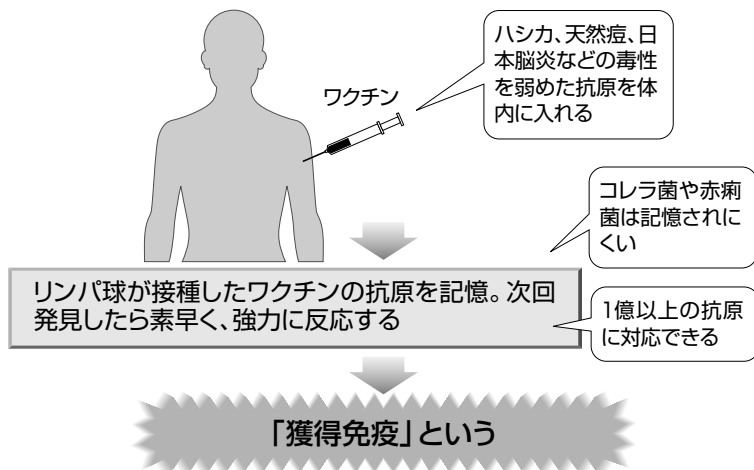 ハシカ、天然痘、日
本脳炎などの毒性
を弱めた抗原を体
内に入れる
ワクチン
コレラ菌や赤痢
菌は記憶されに
くい
リンパ球が接種したワクチンの抗原を記憶。次回
発見したら素早く、強力に反応する
1億以上の抗原
に対応できる
「獲得免疫」という